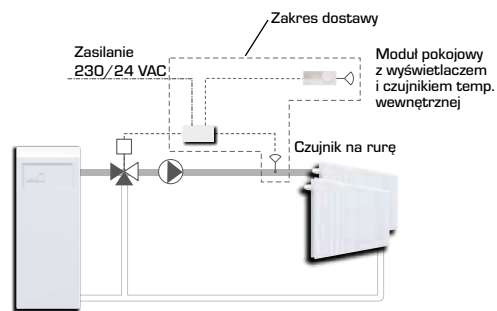 Zakres dostawy
Zasilanie
230/24 VAC
Moduł pokojowy
z wyświetlaczem
i czujnikiem temp.
wewnętrznej
Czujnik na rurę